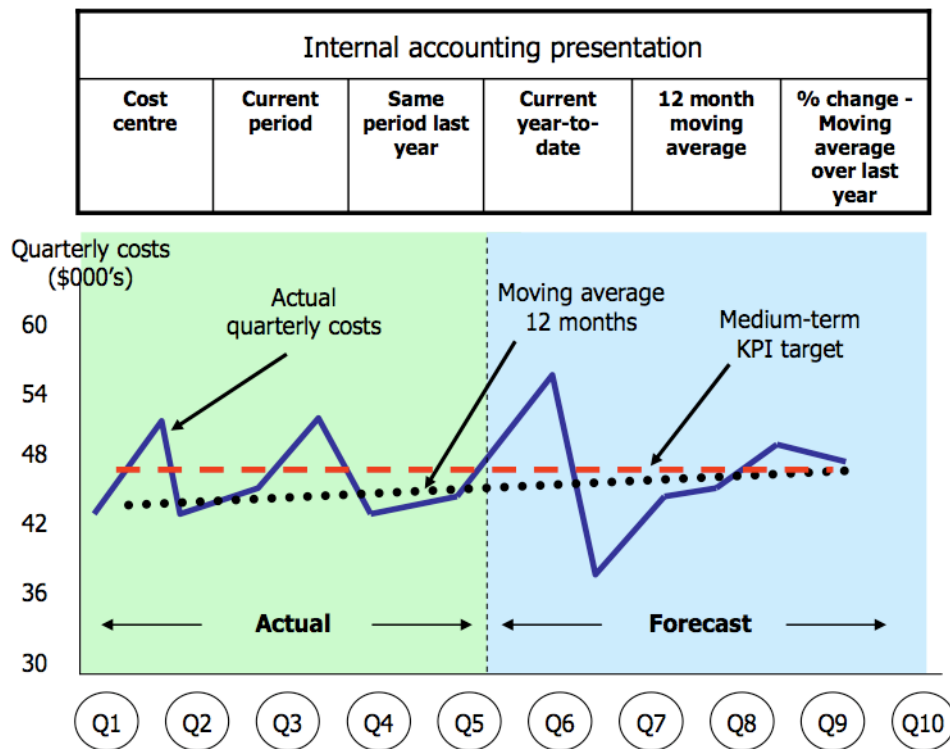 Internal accounting presentation
Cost
centre
Current
period
Same
period last
year
Current
year-to-
date
12 month
moving
average
% change -
Moving
average
over last
year
Quarterly costs
($000's)
Actual
quarterly costs
Moving average
12 months
Medium-term
KPI target
60
54
48
42
36
30
Actual
Forecast
Q1
Q2
Q3
Q4
Q5
Q6
Q7
Q8
Q9
Q10